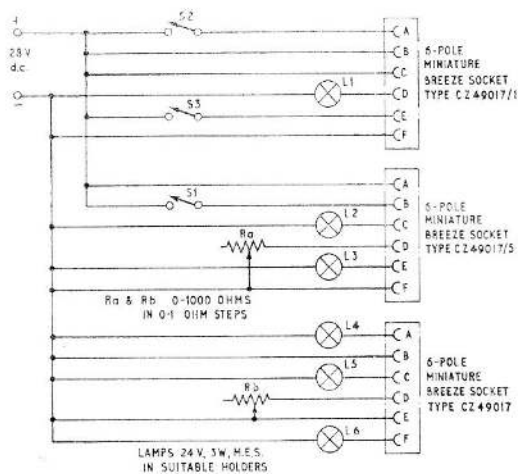 +
28V
d.c.
−
S2
L1
S3
A
B
C
D
E
F
6-POLE
MINIATURE
BREEZE SOCKET
TYPE CZ49017/1
S1
L2
Ra
L3
A
B
C
D
E
F
6-POLE
MINIATURE
BREEZE SOCKET
TYPE CZ49017/5
Ra & Rb 0-1000 OHMS
IN 0·1 OHM STEPS
L4
L5
Rb
L6
A
B
C
D
E
F
6-POLE
MINIATURE
BREEZE SOCKET
TYPE CZ49017
LAMPS 24V, 3W, M.E.S.
IN SUITABLE HOLDERS